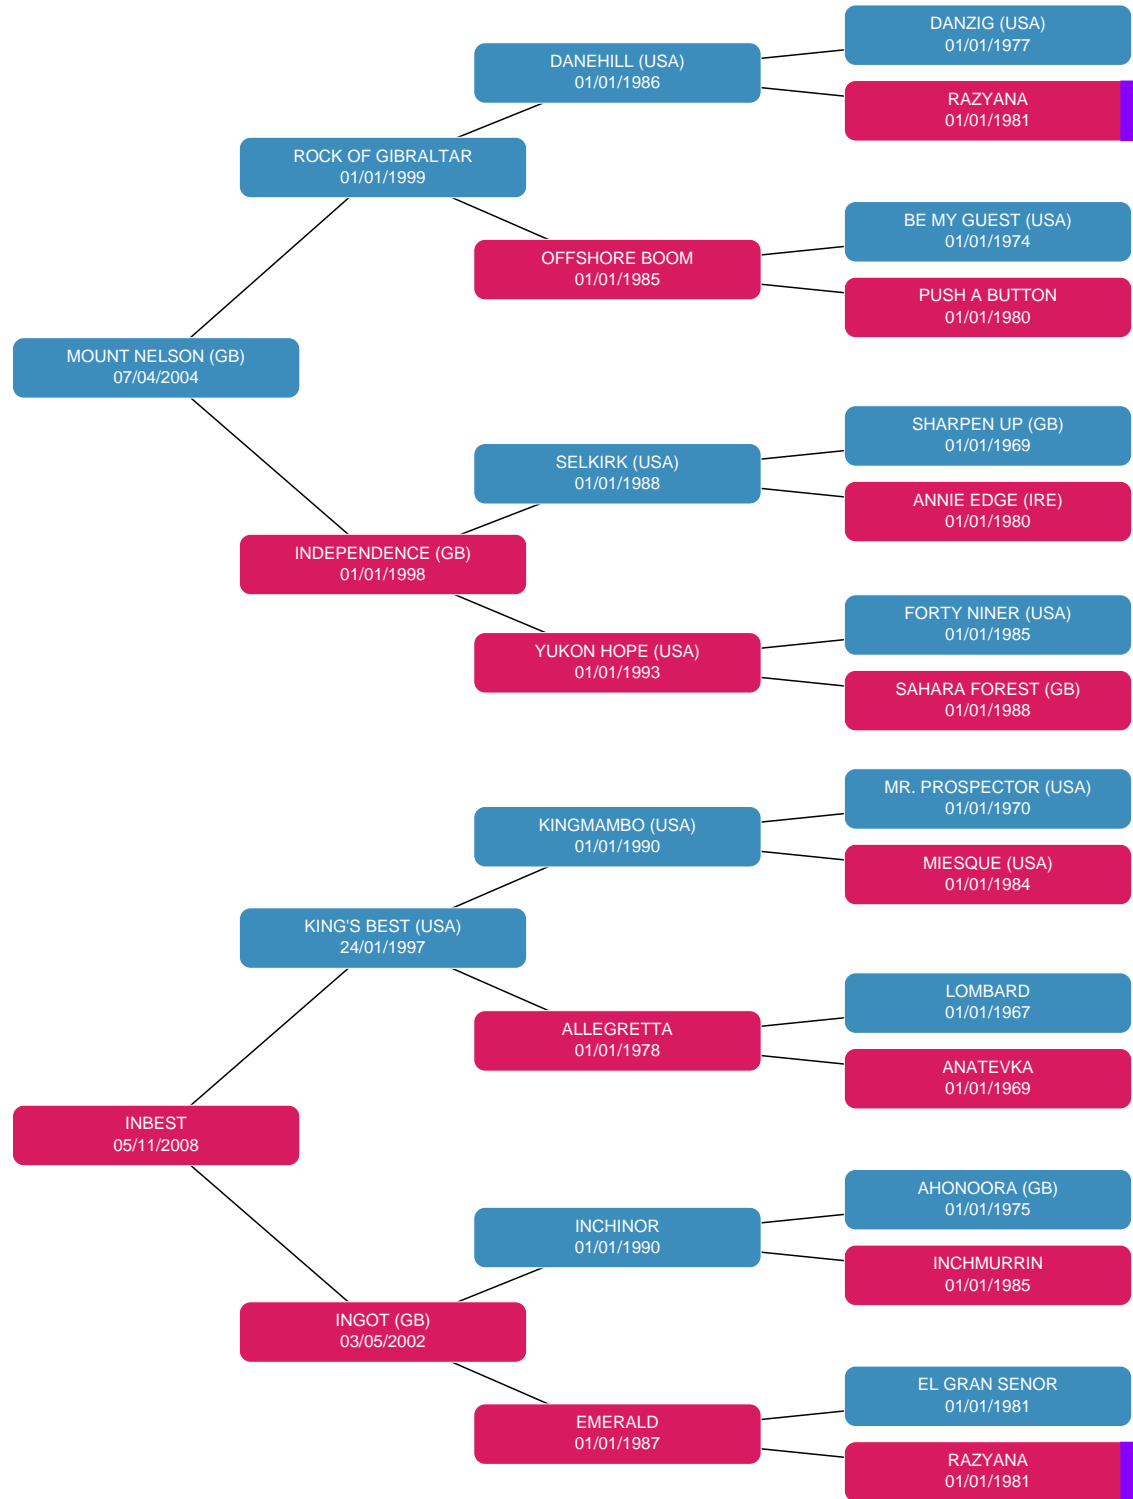 DANZIG (USA)
01/01/1977
DANEHILL (USA)
01/01/1986
RAZYANA
01/01/1981
ROCK OF GIBRALTAR
01/01/1999
BE MY GUEST (USA)
01/01/1974
OFFSHORE BOOM
01/01/1985
PUSH A BUTTON
01/01/1980
MOUNT NELSON (GB)
07/04/2004
SHARPEN UP (GB)
01/01/1969
SELKIRK (USA)
01/01/1988
ANNIE EDGE (IRE)
01/01/1980
INDEPENDENCE (GB)
01/01/1998
FORTY NINER (USA)
01/01/1985
YUKON HOPE (USA)
01/01/1993
SAHARA FOREST (GB)
01/01/1988
MR. PROSPECTOR (USA)
01/01/1970
KINGMAMBO (USA)
01/01/1990
MIESQUE (USA)
01/01/1984
KING'S BEST (USA)
24/01/1997
LOMBARD
01/01/1967
ALLEGRETTA
01/01/1978
ANATEVKA
01/01/1969
INBEST
05/11/2008
AHONOORA (GB)
01/01/1975
INCHINOR
01/01/1990
INCHMURRIN
01/01/1985
INGOT (GB)
03/05/2002
EL GRAN SENOR
01/01/1981
EMERALD
01/01/1987
RAZYANA
01/01/1981